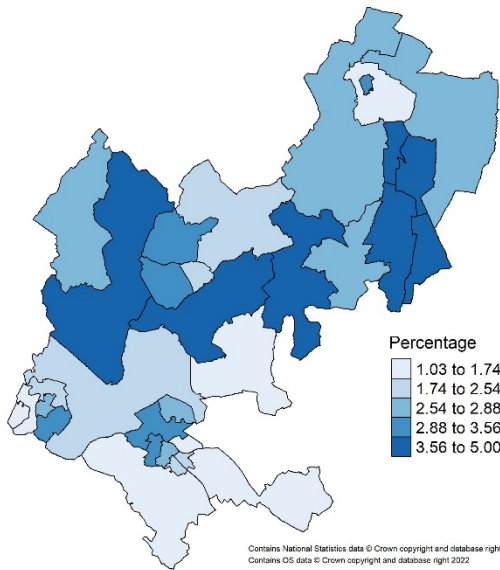 Percentage
1.03 to 1.74
1.74 to 2.54
2.54 to 2.88
2.88 to 3.56
3.56 to 5.00
Contains National Statistics data © Crown copyright and database right
Contains OS data © Crown copyright and database right 2022